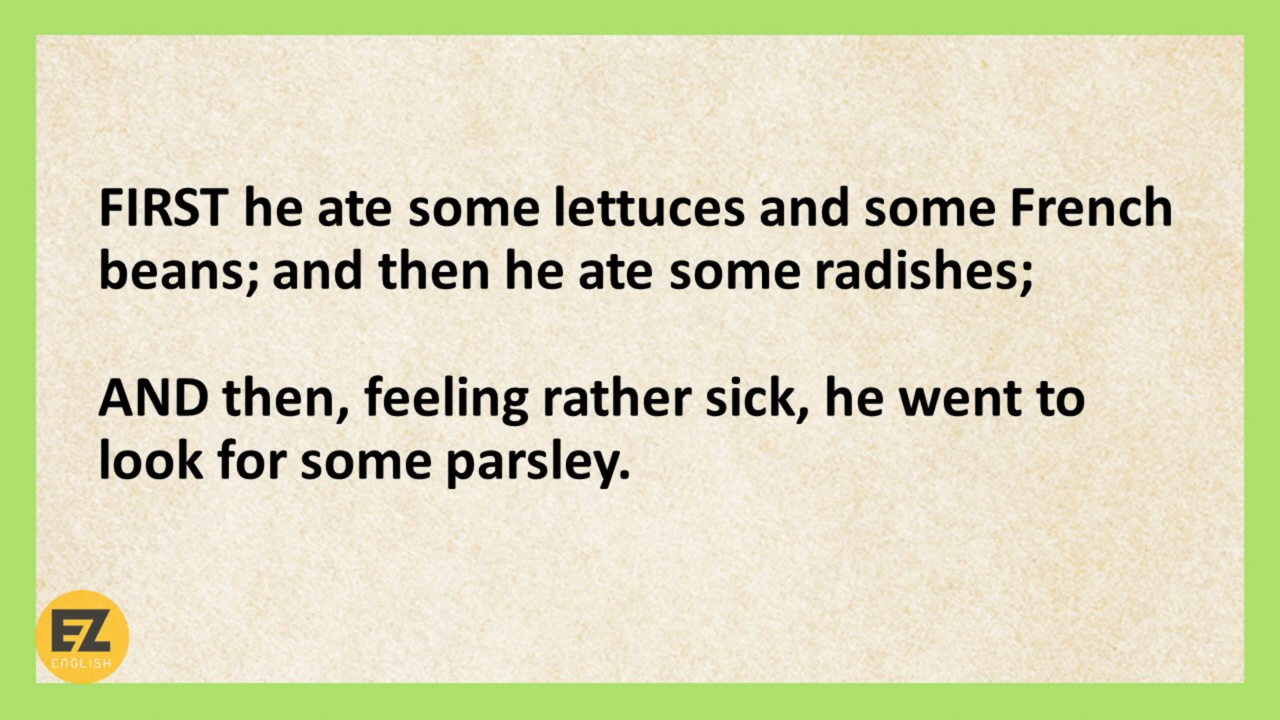 FIRST he ate some lettuces and some French
beans; and then he ate some radishes;
AND then, feeling rather sick, he went to
look for some parsley.
EZ
ENGLISH